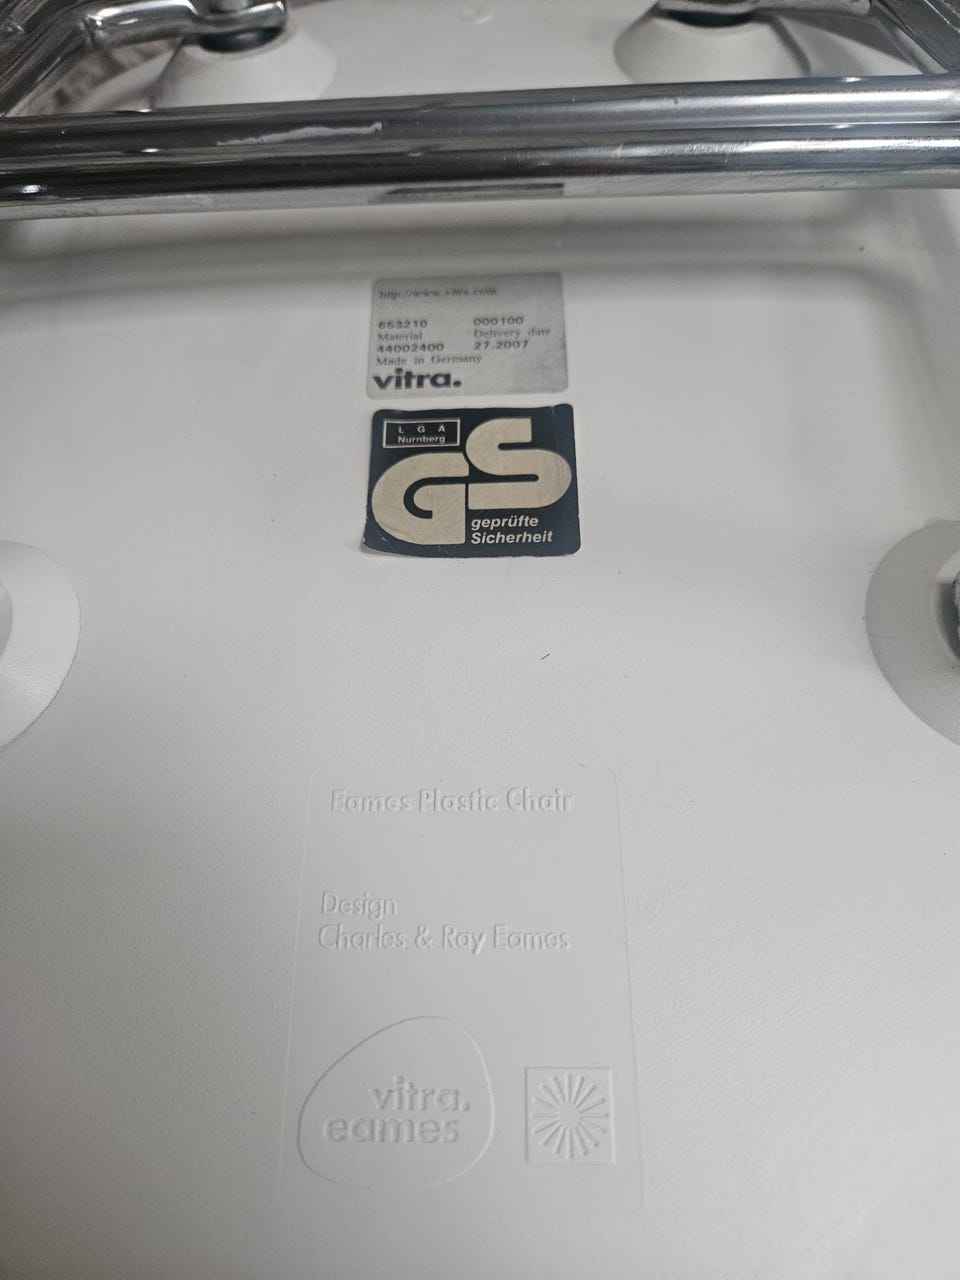 http://www.vitra.com
653210 000100
Material Delivery date
44002400 27.2007
Made in Germany
vitra.
L G A
Nurnberg
GS
geprüfte
Sicherheit
Eames Plastic Chair
Design
Charles & Ray Eames
vitra.
eames